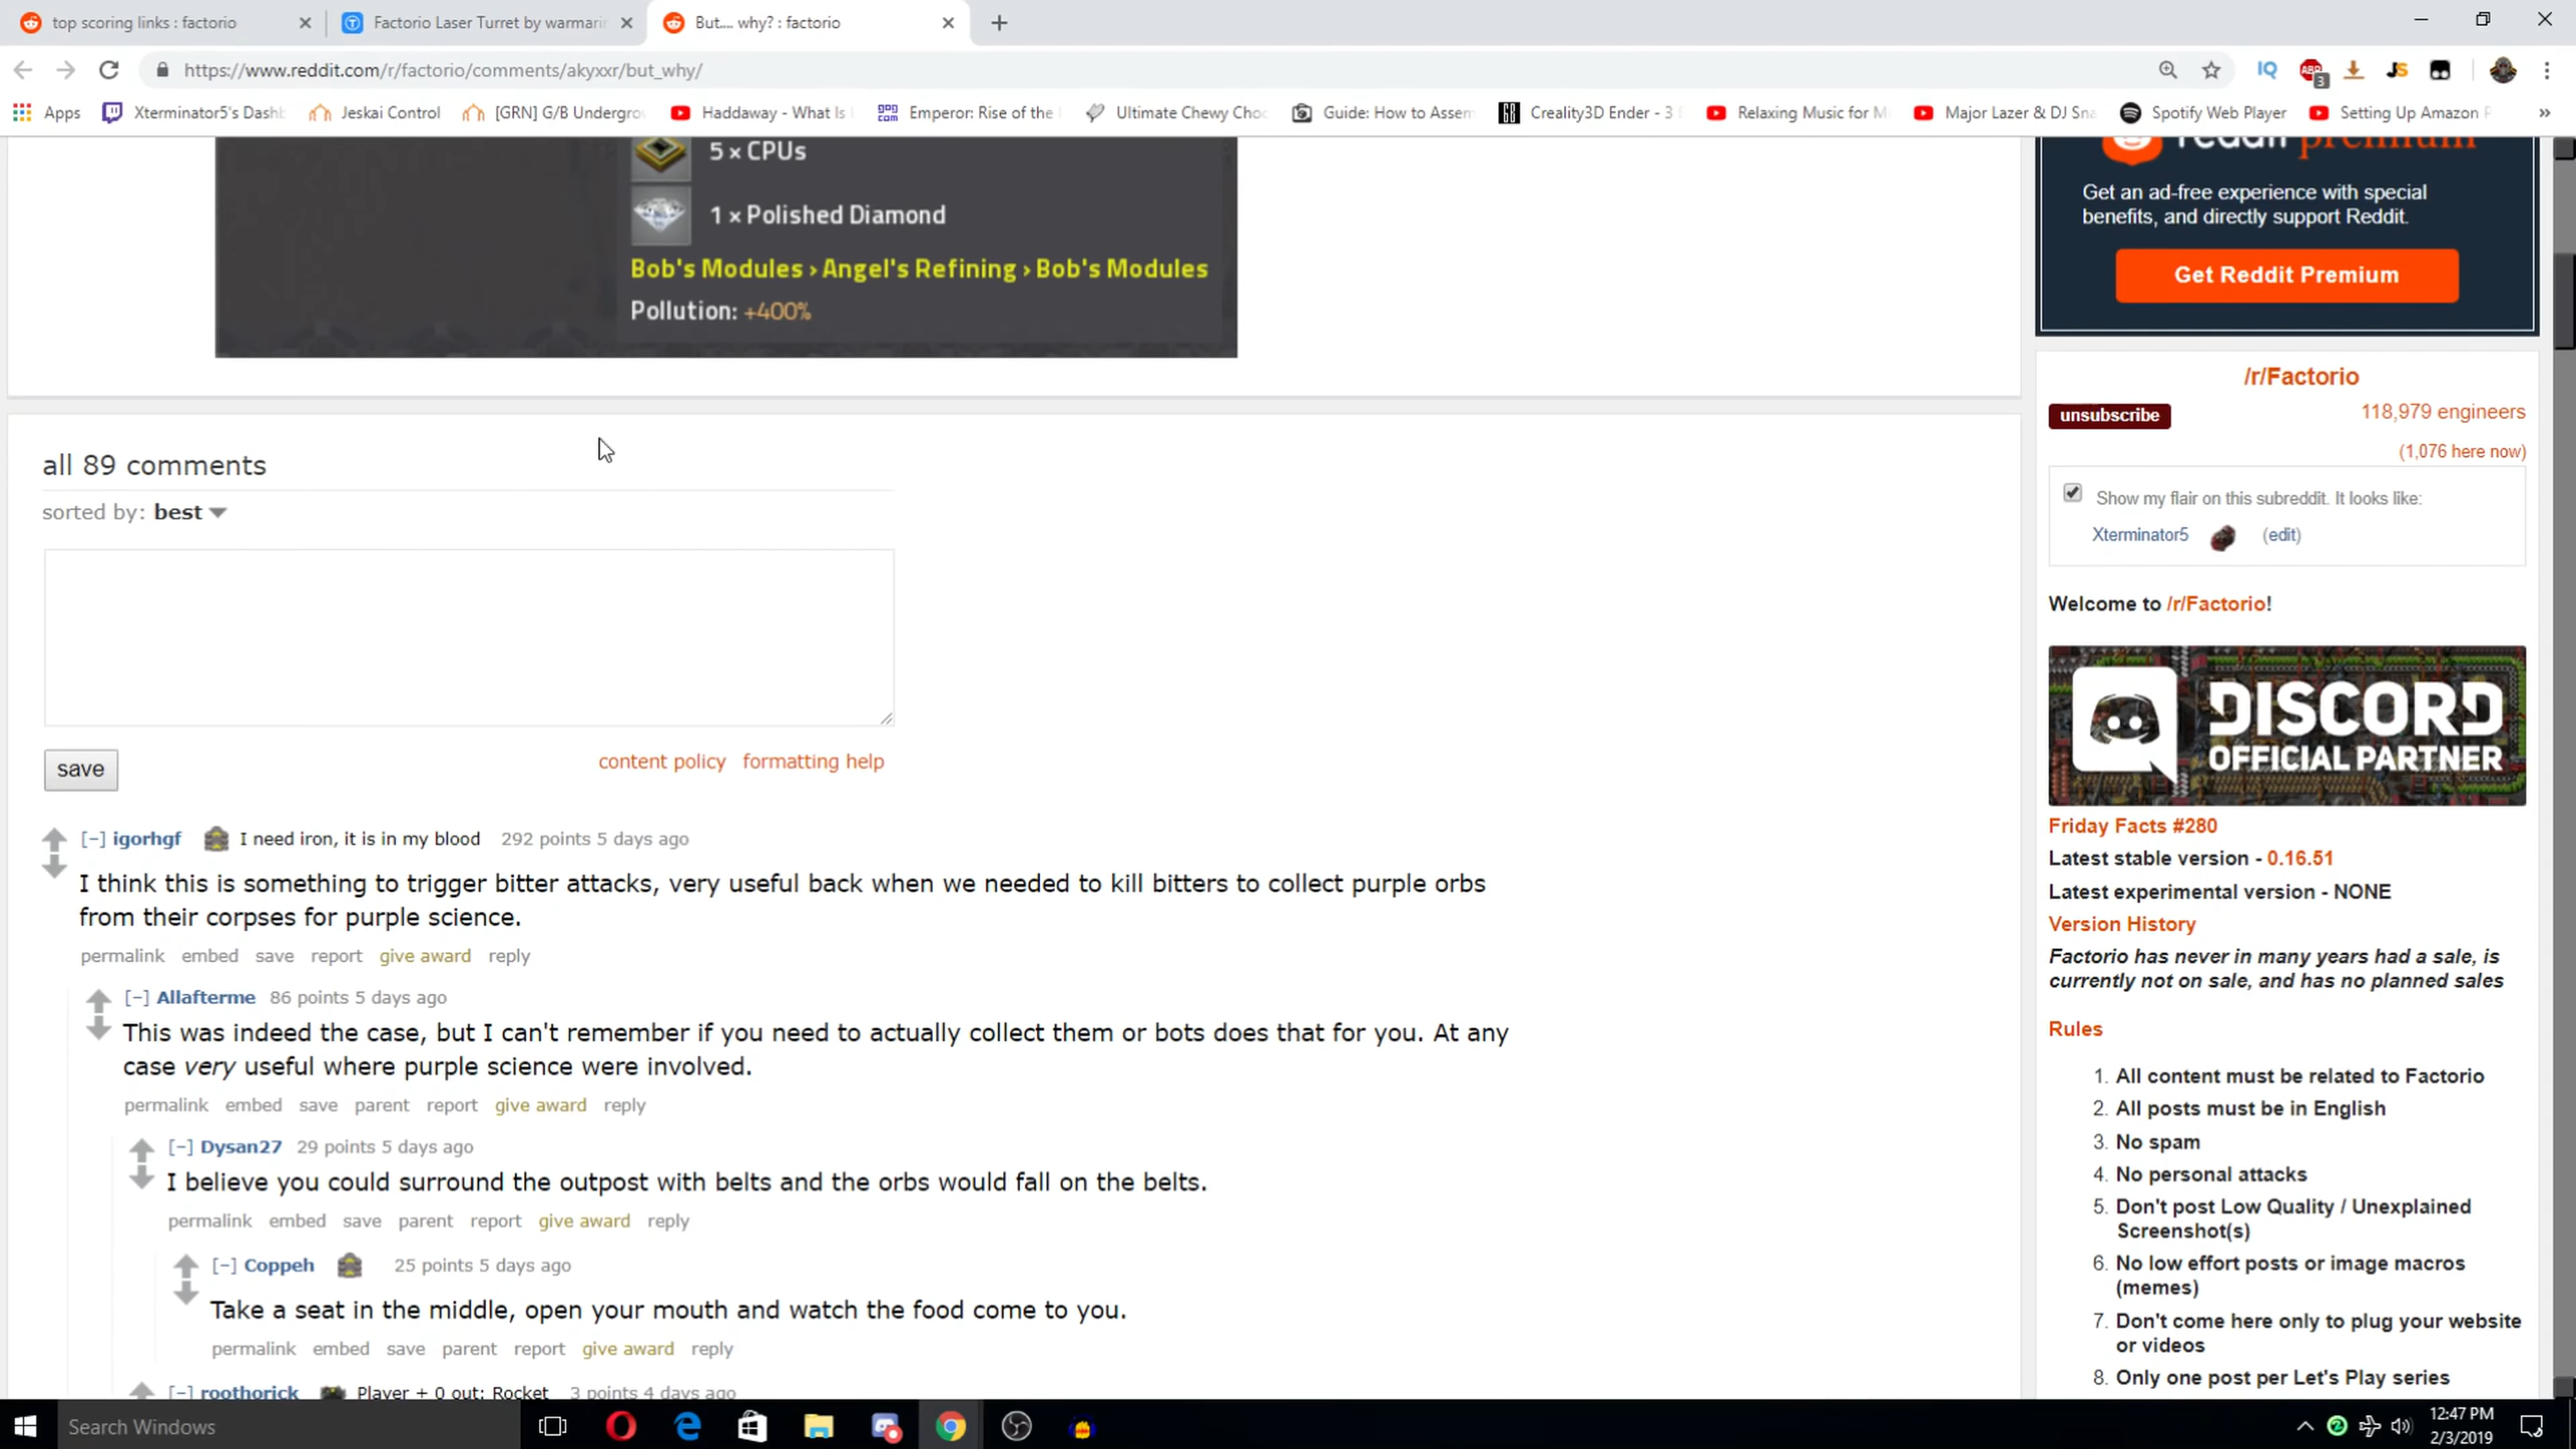 top scoring links : factorio
Factorio Laser Turret by warmarin
But.... why? : factorio
https://www.reddit.com/r/factorio/comments/akyxxr/but_why/
IQ
ABP
3
JS
Apps
Xterminator5's Dashb
Jeskai Control
[GRN] G/B Undergro
Haddaway - What Is
gog
com
Emperor: Rise of the
Ultimate Chewy Choc
Guide: How to Assem
Creality3D Ender - 3
Relaxing Music for M
Major Lazer & DJ Sna
Spotify Web Player
Setting Up Amazon
»
5 × CPUs
1 × Polished Diamond
Bob's Modules › Angel's Refining › Bob's Modules
Pollution: +400%
reddit premium
Get an ad-free experience with special
benefits, and directly support Reddit.
Get Reddit Premium
/r/Factorio
unsubscribe
118,979 engineers
(1,076 here now)
Show my flair on this subreddit. It looks like:
Xterminator5 (edit)
Welcome to /r/Factorio!
DISCORD
OFFICIAL PARTNER
Friday Facts #280
Latest stable version - 0.16.51
Latest experimental version - NONE
Version History
Factorio has never in many years had a sale, is
currently not on sale, and has no planned sales
Rules
1. All content must be related to Factorio
2. All posts must be in English
3. No spam
4. No personal attacks
5. Don't post Low Quality / Unexplained
Screenshot(s)
6. No low effort posts or image macros
(memes)
7. Don't come here only to plug your website
or videos
8. Only one post per Let's Play series
all 89 comments
sorted by: best
save
content policy formatting help
[–] igorhgf I need iron, it is in my blood 292 points 5 days ago
I think this is something to trigger bitter attacks, very useful back when we needed to kill bitters to collect purple orbs
from their corpses for purple science.
permalink embed save report give award reply
[–] Allafterme 86 points 5 days ago
This was indeed the case, but I can't remember if you need to actually collect them or bots does that for you. At any
case very useful where purple science were involved.
permalink embed save parent report give award reply
[–] Dysan27 29 points 5 days ago
I believe you could surround the outpost with belts and the orbs would fall on the belts.
permalink embed save parent report give award reply
[–] Coppeh 25 points 5 days ago
Take a seat in the middle, open your mouth and watch the food come to you.
permalink embed save parent report give award reply
[–] roothorick Player + 0 out: Rocket 3 points 4 days ago
Search Windows
12:47 PM
2/3/2019